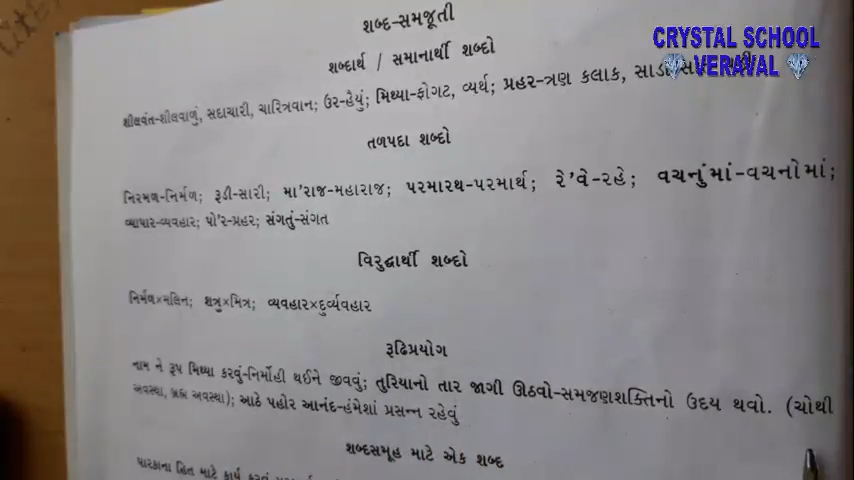 શબ્દ-સમજૂતી
CRYSTAL SCHOOL
VERAVAL
શબ્દાર્થ / સમાનાર્થી શબ્દો
શીલવંત-શીલવાળું, સદાચારી, ચારિત્રવાન; ઉર-હૈયું; મિથ્યા-ફોગટ, વ્યર્થ; પ્રહર-ત્રણ કલાક,
તળપદા શબ્દો
નિરમળ-નિર્મળ; રૂડી-સારી; મા'રાજ-મહારાજ; પરમારથ-પરમાર્થ; રે'વે-રહે; વચનુંમાં-વચનોમાં;
વ્યાપાર-વ્યવહાર; પો'ર-પ્રહર; સંગતું-સંગત
વિરુદ્ધાર્થી શબ્દો
નિર્મળ×મલિન; શત્રુ×મિત્ર; વ્યવહાર×દુર્વ્યવહાર
રૂઢિપ્રયોગ
નામ ને રૂપ મિથ્યા કરવું-નિર્મોહી થઈને જીવવું; તુરિયાનો તાર જાગી ઊઠવો-સમજણશક્તિનો ઉદય થવો. (ચોથી
અવસ્થા, બ્રહ્મ અવસ્થા); આઠે પહોર આનંદ-હંમેશાં પ્રસન્ન રહેવું
શબ્દસમૂહ માટે એક શબ્દ
પારકાના હિત માટે કાર્ય કરવું